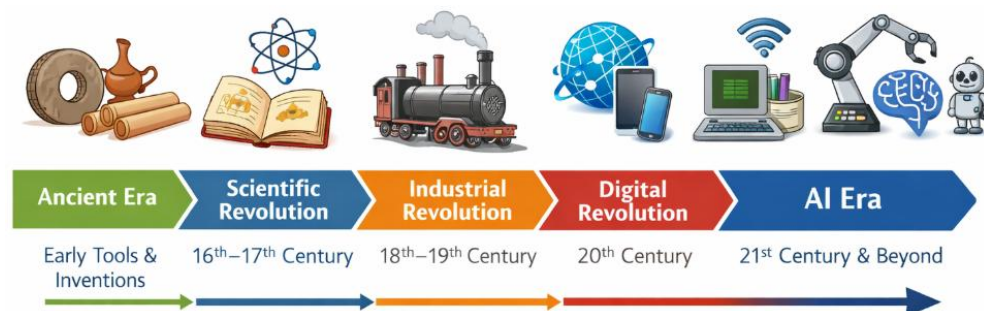 Ancient Era
Scientific
Revolution
Industrial
Revolution
Digital
Revolution
AI Era
Early Tools &
Inventions
16th–17th Century
18th–19th Century
20th Century
21st Century & Beyond